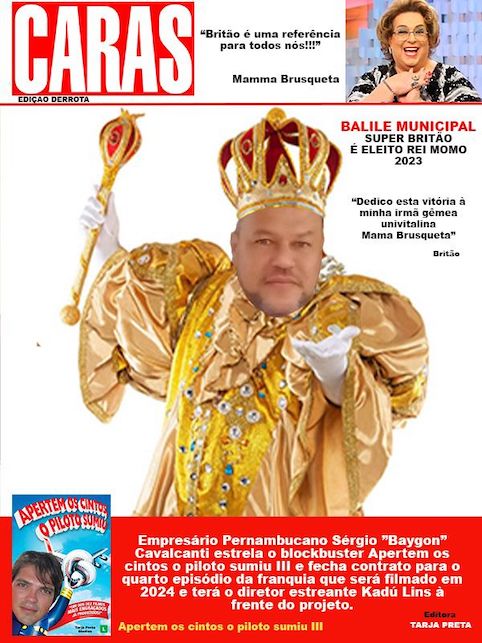 CARAS
EDIÇAO DERROTA
“Britão é uma referência
para todos nós!!!”
Mamma Brusqueta
BALILE MUNICIPAL
SUPER BRITÃO
É ELEITO REI MOMO
2023
“Dedico esta vitória à
minha irmã gêmea
univitalina
Mama Brusqueta”
Britão
APERTEM OS CINTOS
O PILOTO SUMIU
Empresário Pernambucano Sérgio ”Baygon”
Cavalcanti estrela o blockbuster Apertem os
cintos o piloto sumiu III e fecha contrato para o
quarto episódio da franquia que será filmado em
2024 e terá o diretor estreante Kadú Lins à
frente do projeto.
Apertem os cintos o piloto sumiu III
Editora
TARJA PRETA